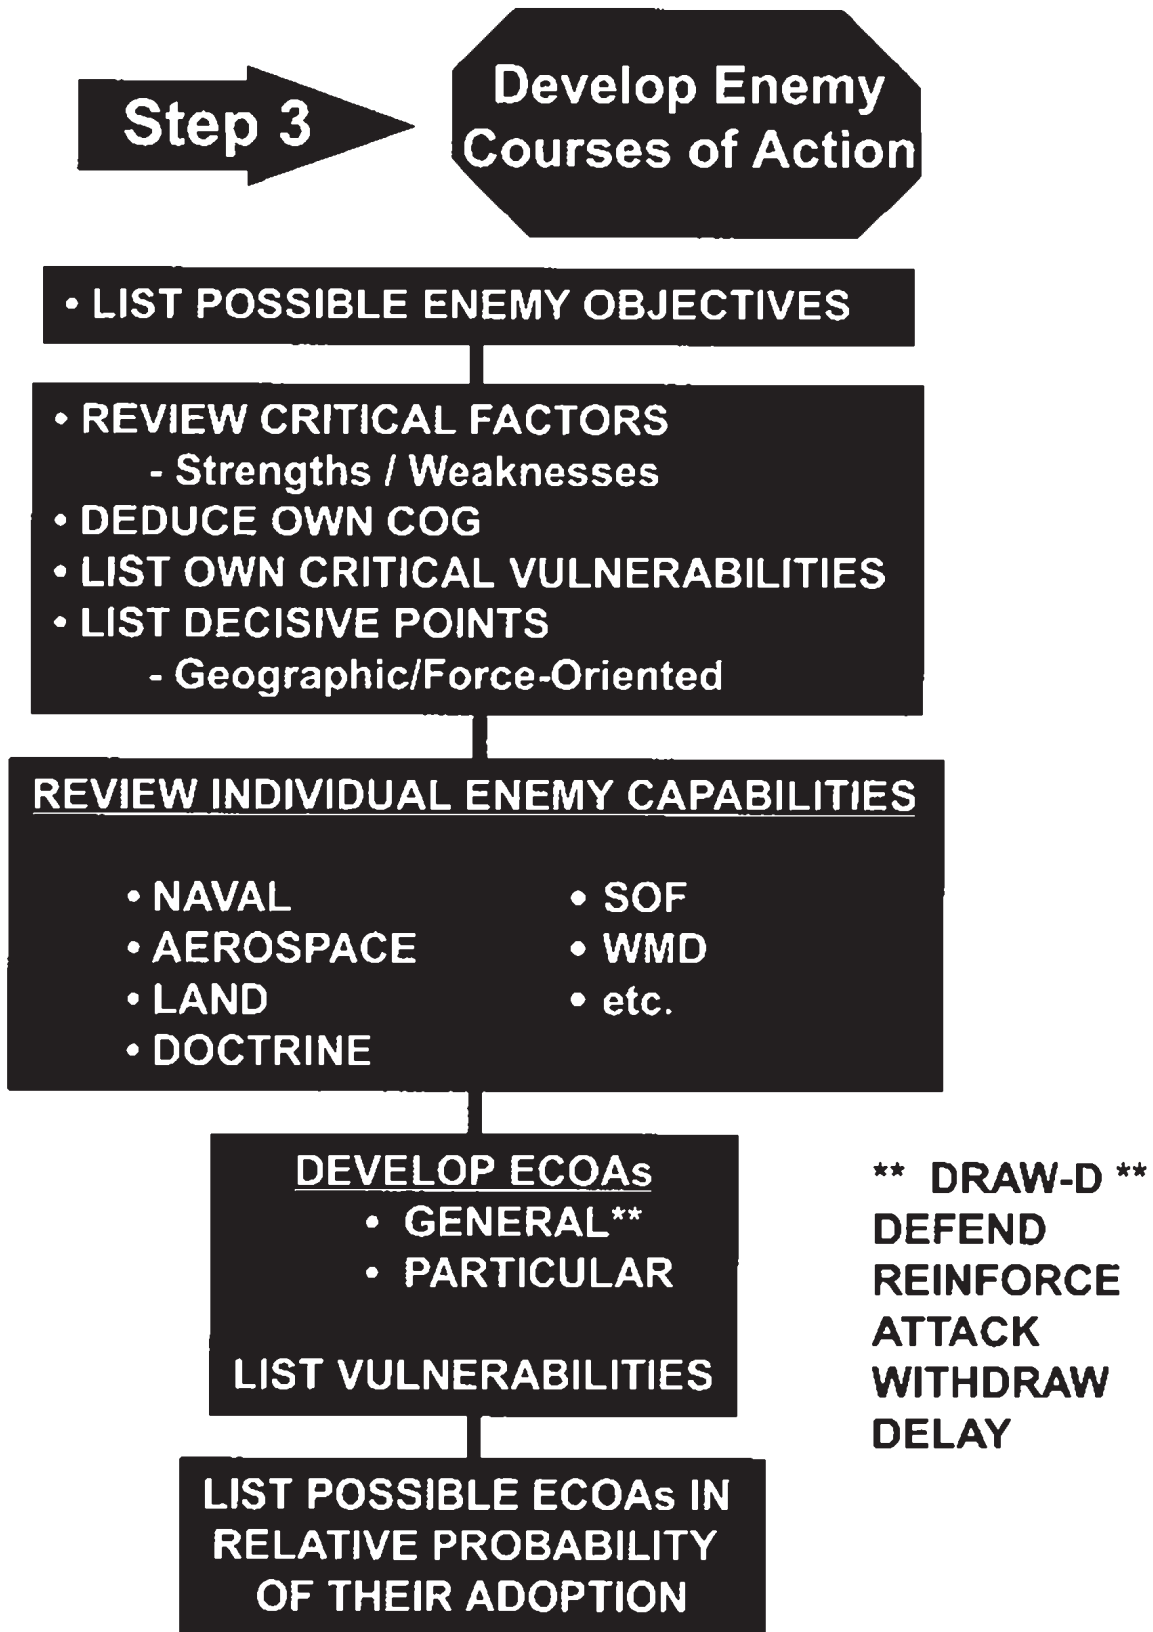 Step 3
Develop Enemy
Courses of Action
• LIST POSSIBLE ENEMY OBJECTIVES
• REVIEW CRITICAL FACTORS
- Strengths / Weaknesses
• DEDUCE OWN COG
• LIST OWN CRITICAL VULNERABILITIES
• LIST DECISIVE POINTS
- Geographic/Force-Oriented
REVIEW INDIVIDUAL ENEMY CAPABILITIES
• NAVAL
• AEROSPACE
• LAND
• DOCTRINE
• SOF
• WMD
• etc.
DEVELOP ECOAs
• GENERAL**
• PARTICULAR
LIST VULNERABILITIES
** DRAW-D **
DEFEND
REINFORCE
ATTACK
WITHDRAW
DELAY
LIST POSSIBLE ECOAs IN
RELATIVE PROBABILITY
OF THEIR ADOPTION